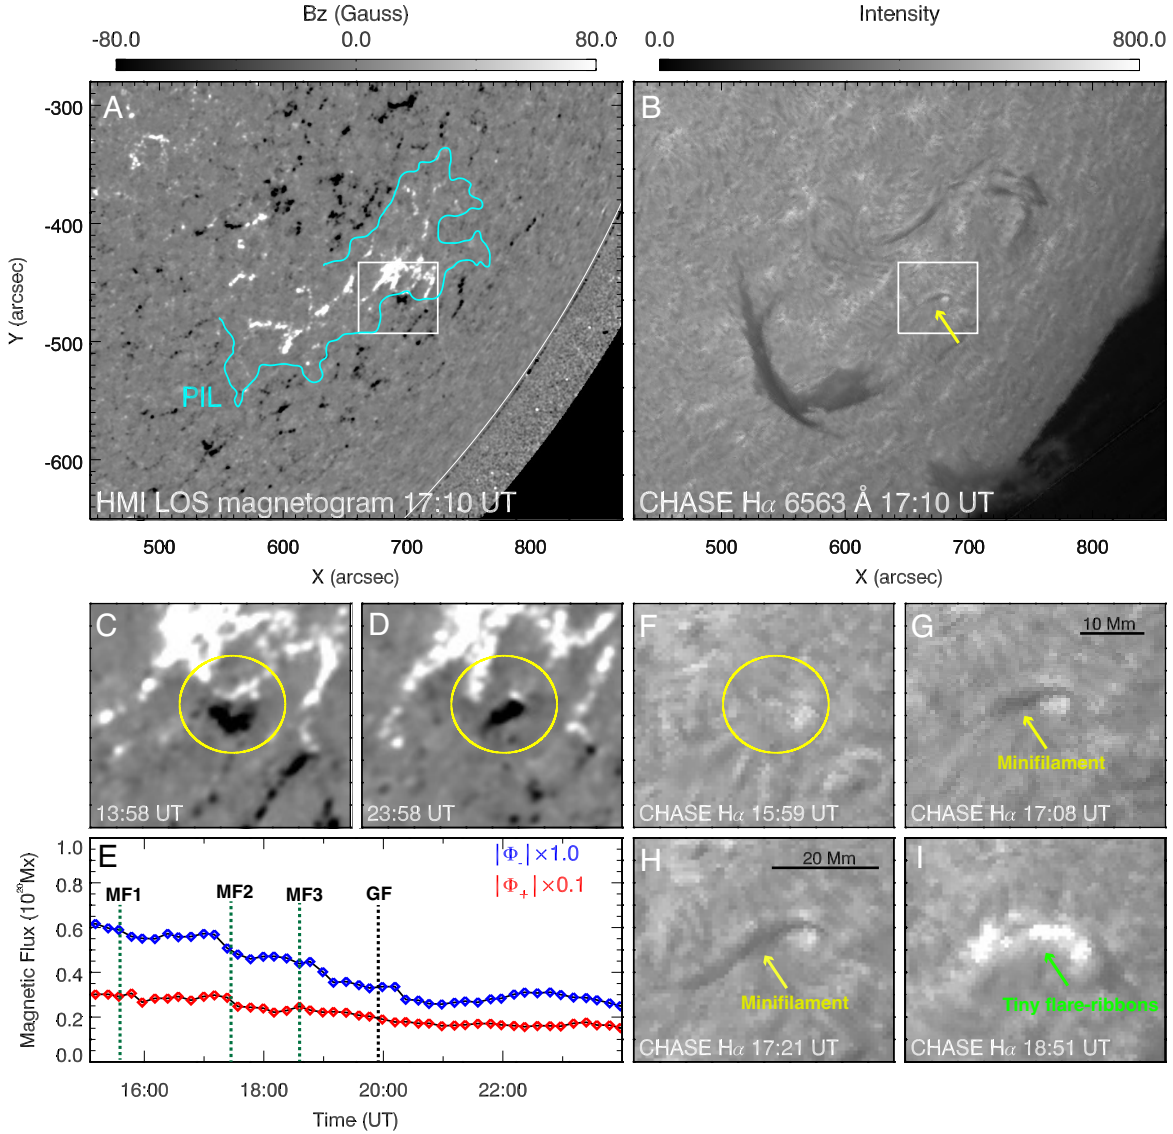 Bz (Gauss)
-80.0 0.0 80.0
Intensity
0.0 800.0
A
B
-300
-400
-500
-600
Y (arcsec)
PIL
HMI LOS magnetogram 17:10 UT
CHASE Hα 6563 Å 17:10 UT
500 600 700 800
500 600 700 800
X (arcsec)
X (arcsec)
C
13:58 UT
D
23:58 UT
F
CHASE Hα 15:59 UT
G
10 Mm
Minifilament
CHASE Hα 17:08 UT
E
|Φ-|×1.0
|Φ+|×0.1
MF1 MF2 MF3 GF
1.0
0.8
0.6
0.4
0.2
0.0
Magnetic Flux (10²⁰Mx)
16:00 18:00 20:00 22:00
Time (UT)
H
20 Mm
Minifilament
CHASE Hα 17:21 UT
I
Tiny flare-ribbons
CHASE Hα 18:51 UT